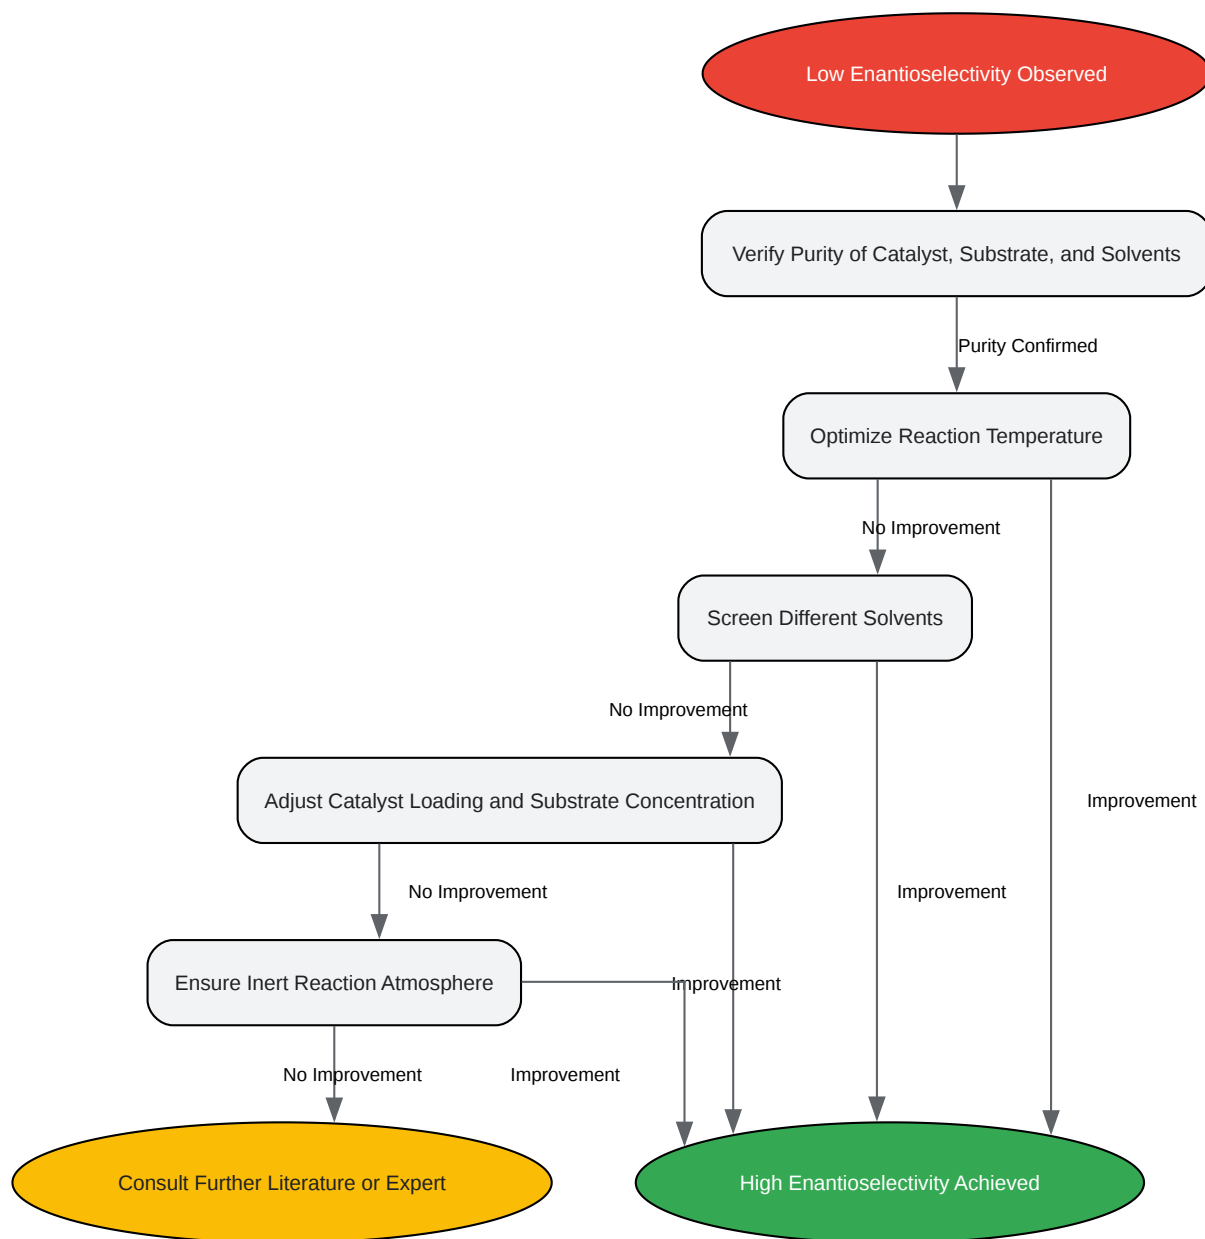 Low Enantioselectivity Observed
Verify Purity of Catalyst, Substrate, and Solvents
Purity Confirmed
Optimize Reaction Temperature
No Improvement
Screen Different Solvents
No Improvement
Adjust Catalyst Loading and Substrate Concentration
Improvement
No Improvement
Improvement
Ensure Inert Reaction Atmosphere
Improvement
No Improvement
Improvement
Consult Further Literature or Expert
High Enantioselectivity Achieved